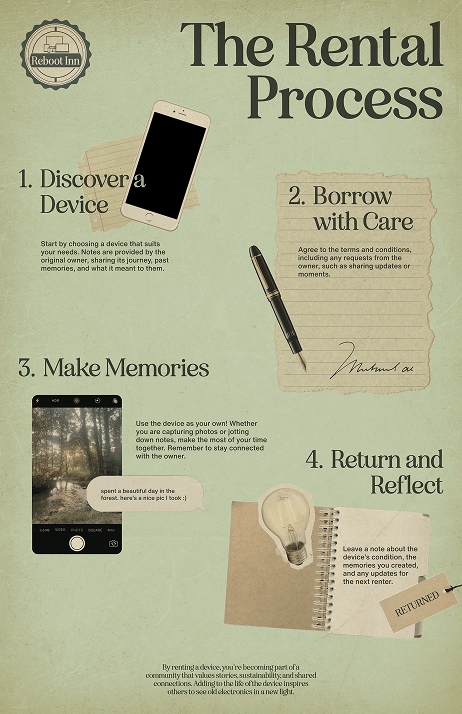 Reboot Inn
The Rental
Process
1. Discover a
Device
Start by choosing a device that suits
your needs. Notes are provided by the
original owner, sharing its journey, past
memories, and what it meant to them.
2. Borrow
with Care
Agree to the terms and conditions,
including any requests from the
owner, such as sharing updates or
moments.
3. Make Memories
HDR
Use the device as your own! Whether
you are capturing photos or jotting
down notes, make the most of your time
together. Remember to stay connected
with the owner.
spent a beautiful day in the
forest. here's a nice pic I took :)
VIDEO PHOTO SQUARE
4. Return and
Reflect
Leave a note about the
device's condition, the
memories you created,
and any updates for
the next renter.
RETURNED
By renting a device, you're becoming part of a
community that values stories, sustainability, and shared
connections. Adding to the life of the device inspires
others to see old electronics in a new light.